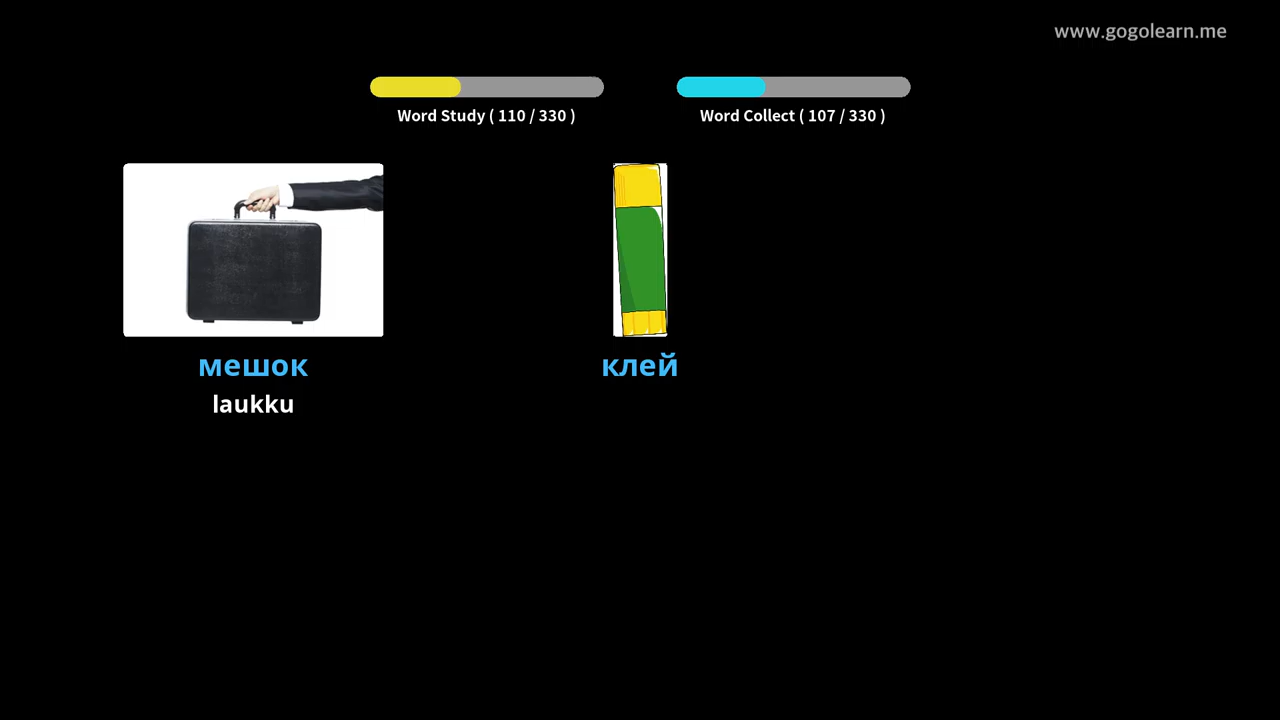 www.gogolearn.me
Word Study ( 110 / 330 )
Word Collect ( 107 / 330 )
мешок
laukku
клей